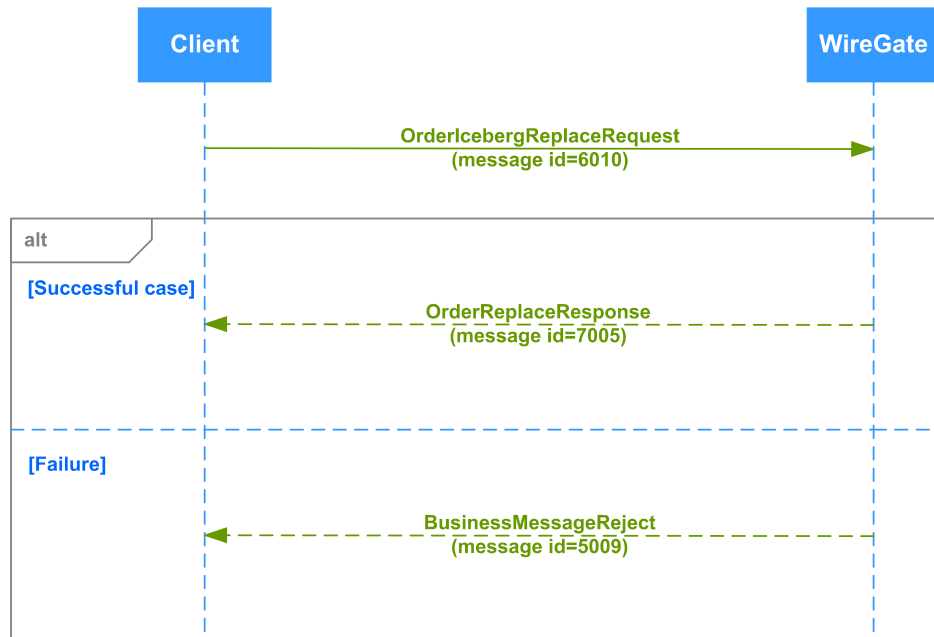 Client
WireGate
OrderIcebergReplaceRequest
(message id=6010)
alt
[Successful case]
OrderReplaceResponse
(message id=7005)
[Failure]
BusinessMessageReject
(message id=5009)